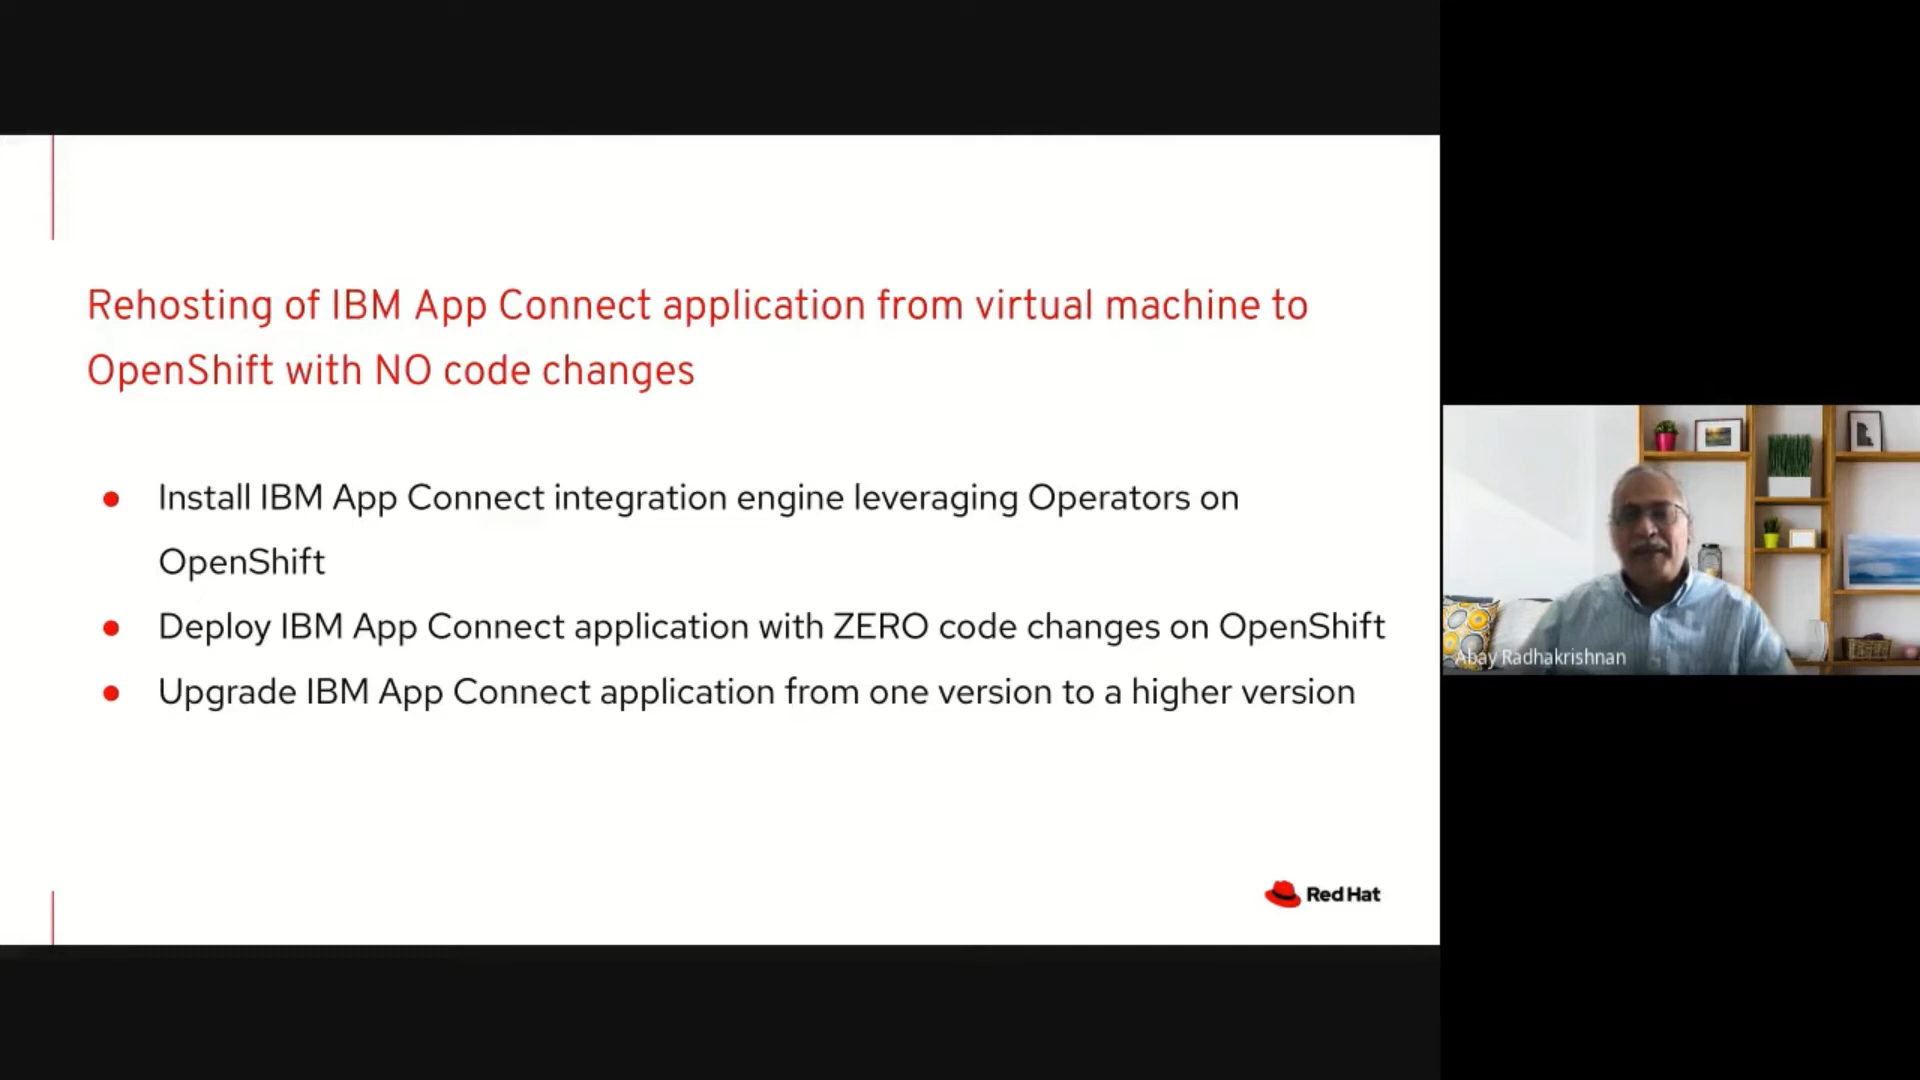 Rehosting of IBM App Connect application from virtual machine to
OpenShift with NO code changes
Install IBM App Connect integration engine leveraging Operators on
OpenShift
Deploy IBM App Connect application with ZERO code changes on OpenShift
Upgrade IBM App Connect application from one version to a higher version
Red Hat
Abay Radhakrishnan